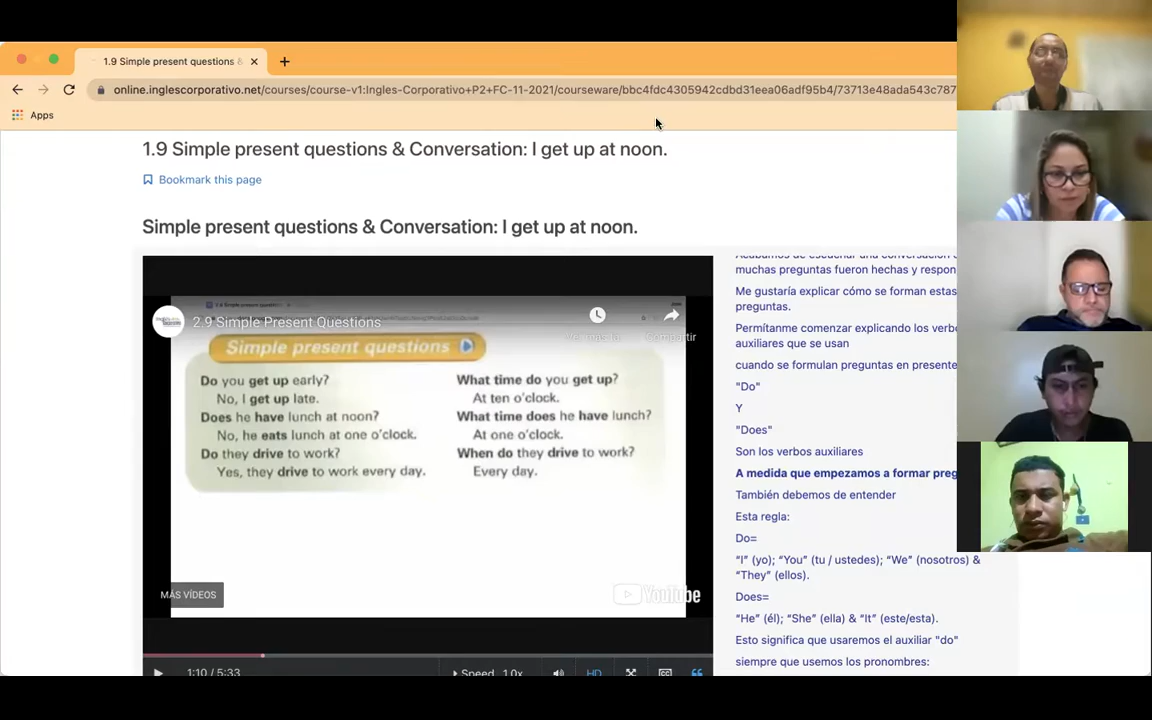 1.9 Simple present questions &
online.inglescorporativo.net/courses/course-v1:Ingles-Corporativo+P2+FC-11-2021/courseware/bbc4fdc4305942cdbd31eea06adf95b4/73713e48ada543c787
Apps
1.9 Simple present questions & Conversation: I get up at noon.
Bookmark this page
Simple present questions & Conversation: I get up at noon.
2.9 Simple Present Questions
Compartir
Simple present questions
Do you get up early?
No, I get up late.
Does he have lunch at noon?
No, he eats lunch at one o'clock.
Do they drive to work?
Yes, they drive to work every day.
What time do you get up?
At ten o'clock.
What time does he have lunch?
At one o'clock.
When do they drive to work?
Every day.
MÁS VÍDEOS
YouTube
1:10 / 5:33
Speed 1.0x
HD
Acabamos de escuchar una conversación
muchas preguntas fueron hechas y respon
Me gustaría explicar cómo se forman estas
preguntas.
Permítanme comenzar explicando los verbo
auxiliares que se usan
cuando se formulan preguntas en presente
"Do"
Y
"Does"
Son los verbos auxiliares
A medida que empezamos a formar preg
También debemos de entender
Esta regla:
Do=
“I” (yo); “You” (tu / ustedes); “We” (nosotros) &
“They” (ellos).
Does=
“He” (él); “She” (ella) & “It” (este/esta).
Esto significa que usaremos el auxiliar "do"
siempre que usemos los pronombres: